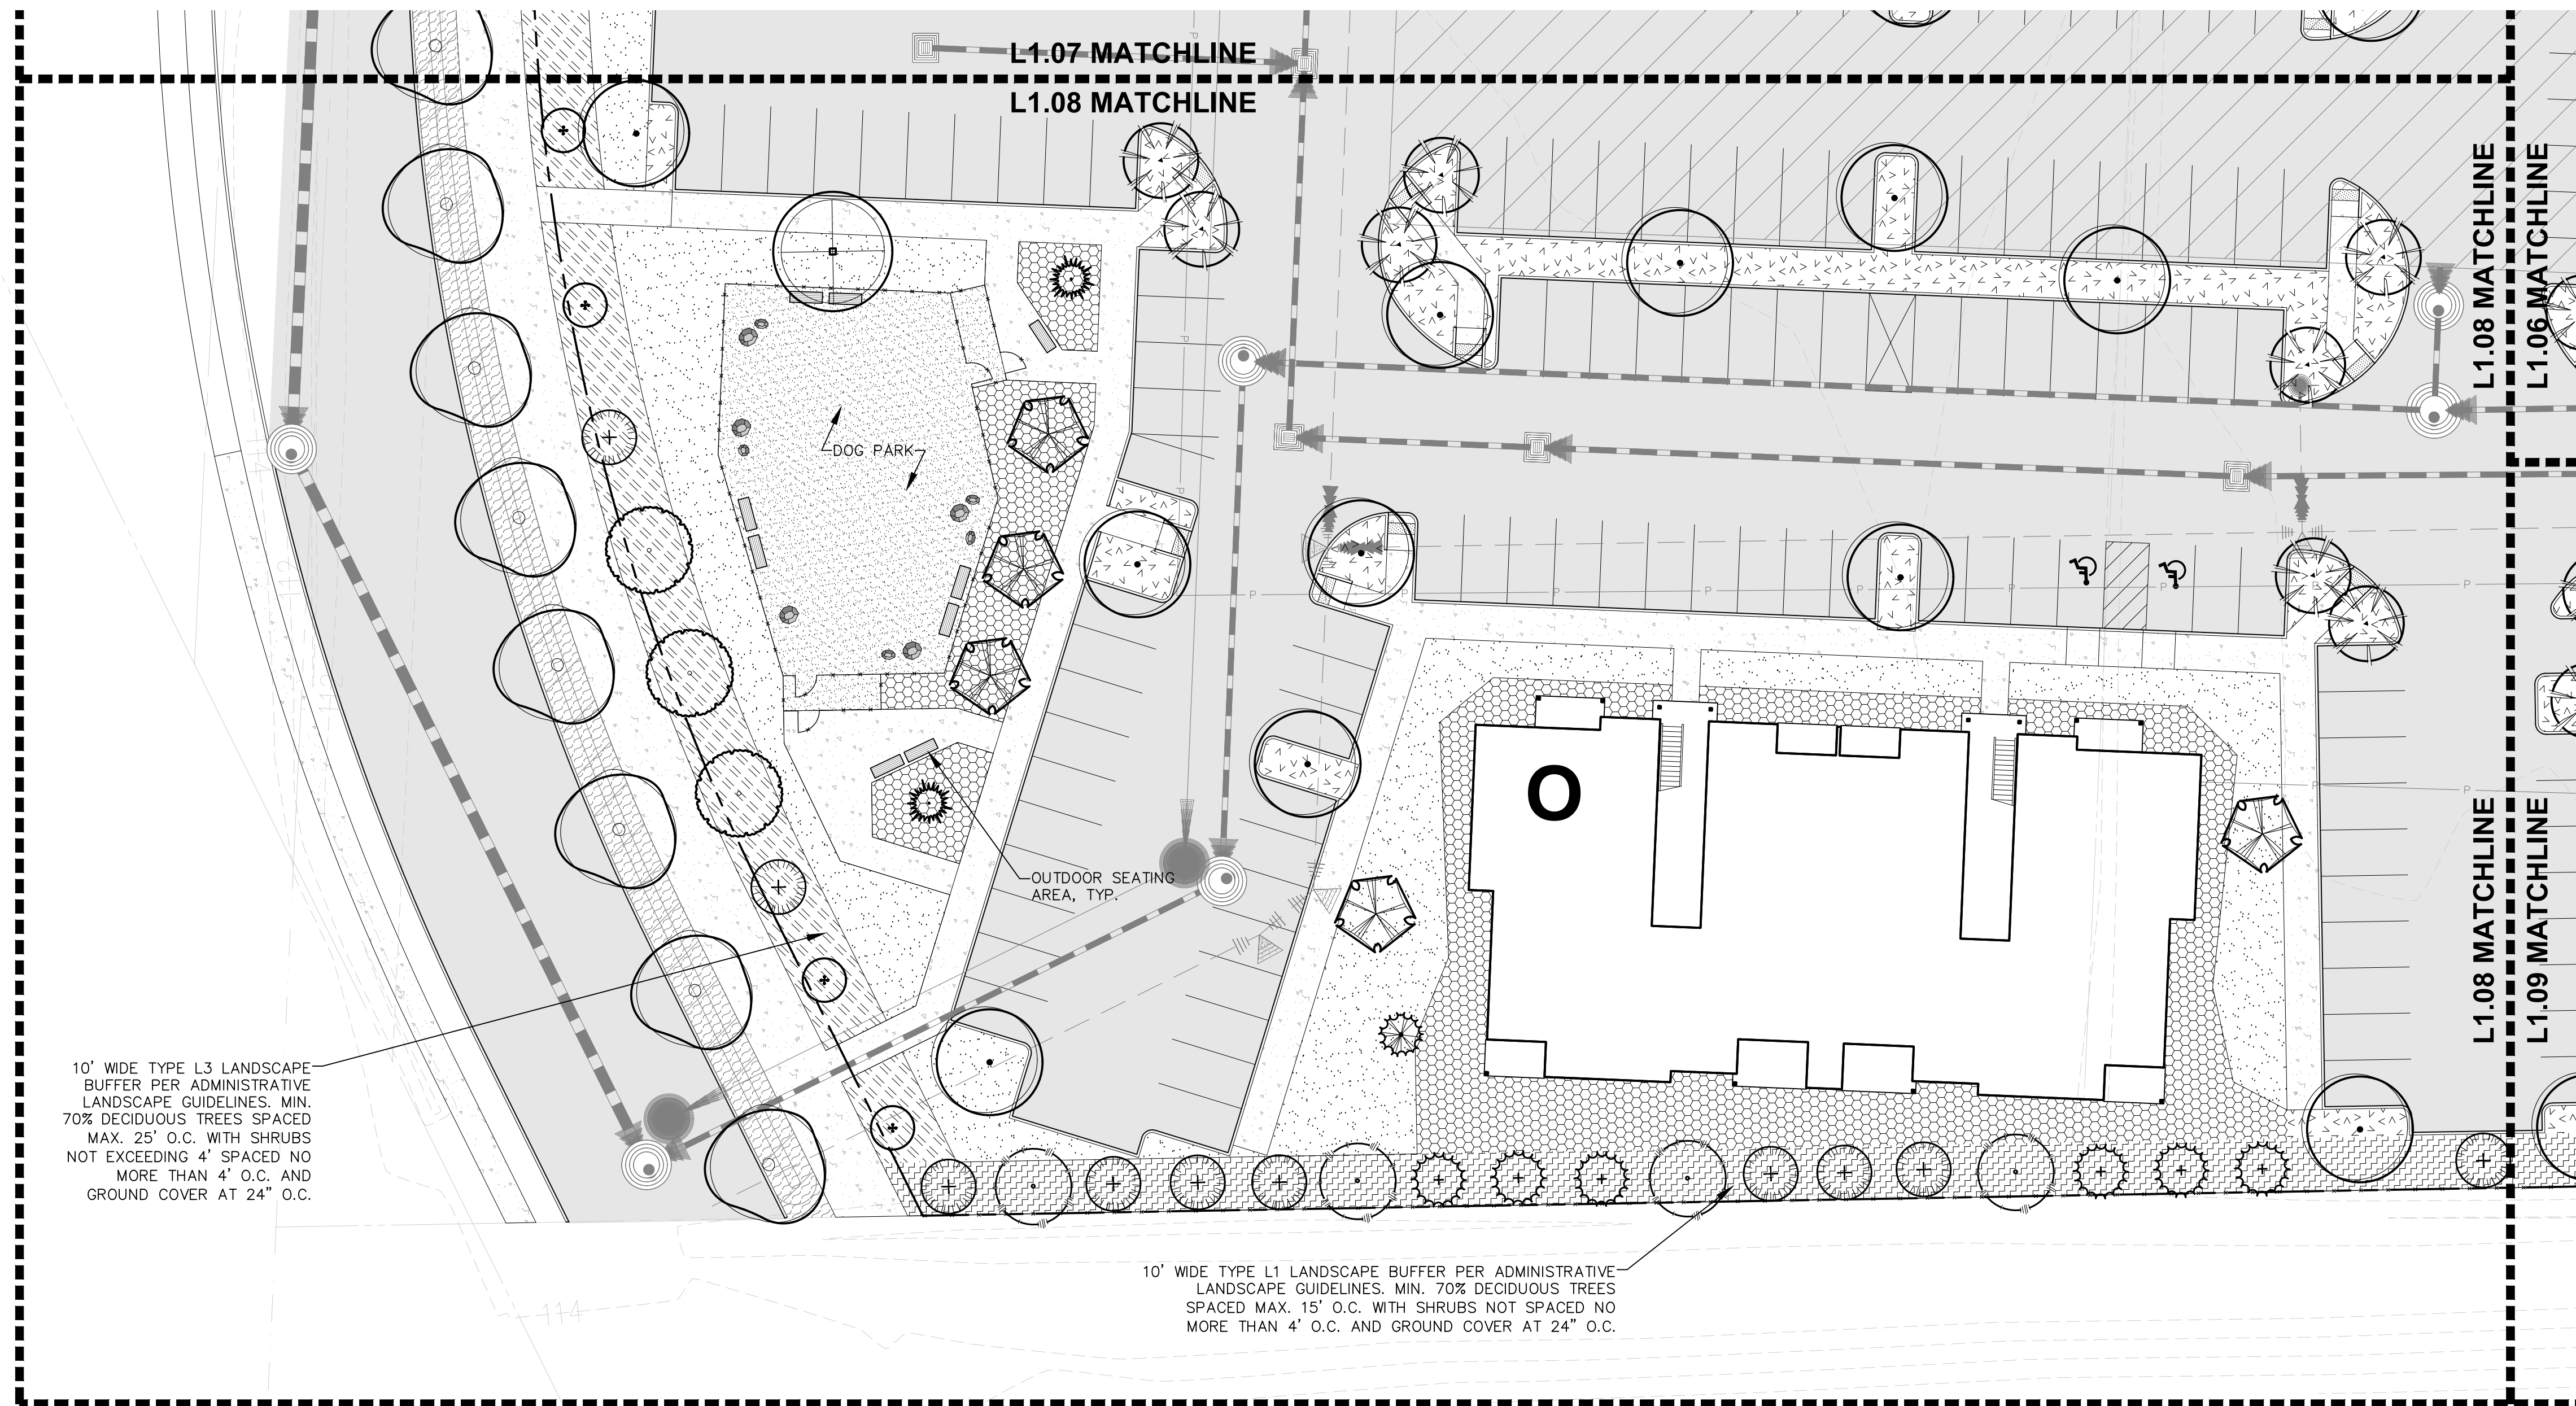 L1.07 MATCHLINE
L1.08 MATCHLINE
L1.08 MATCHLINE
L1.06 MATCHLINE
DOG PARK
P
P
P
P
P
P
P
P
P
P
P
P
P
O
OUTDOOR SEATING
AREA, TYP.
L1.08 MATCHLINE
L1.09 MATCHLINE
10' WIDE TYPE L3 LANDSCAPE
BUFFER PER ADMINISTRATIVE
LANDSCAPE GUIDELINES. MIN.
70% DECIDUOUS TREES SPACED
MAX. 25' O.C. WITH SHRUBS
NOT EXCEEDING 4' SPACED NO
MORE THAN 4' O.C. AND
GROUND COVER AT 24" O.C.
10' WIDE TYPE L1 LANDSCAPE BUFFER PER ADMINISTRATIVE
LANDSCAPE GUIDELINES. MIN. 70% DECIDUOUS TREES
SPACED MAX. 15' O.C. WITH SHRUBS NOT SPACED NO
MORE THAN 4' O.C. AND GROUND COVER AT 24" O.C.
114